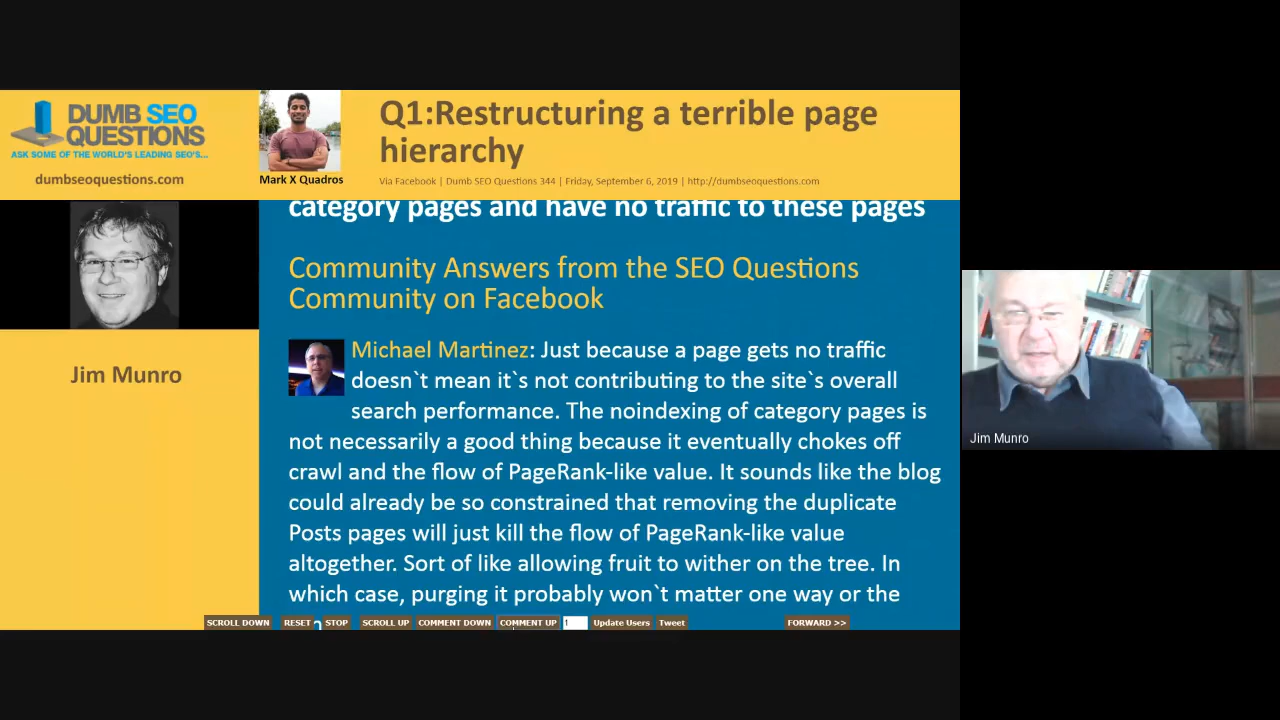 DUMB SEO
QUESTIONS
ASK SOME OF THE WORLD'S LEADING SEO'S...
dumbseoquestions.com
Mark X Quadros
Q1:Restructuring a terrible page
hierarchy
Via Facebook | Dumb SEO Questions 344 | Friday, September 6, 2019 | http://dumbseoquestions.com
Jim Munro
category pages and have no traffic to these pages
Community Answers from the SEO Questions
Community on Facebook
Michael Martinez: Just because a page gets no traffic
doesn`t mean it`s not contributing to the site`s overall
search performance. The noindexing of category pages is
not necessarily a good thing because it eventually chokes off
crawl and the flow of PageRank-like value. It sounds like the blog
could already be so constrained that removing the duplicate
Posts pages will just kill the flow of PageRank-like value
altogether. Sort of like allowing fruit to wither on the tree. In
which case, purging it probably won`t matter one way or the
SCROLL DOWN RESET STOP SCROLL UP COMMENT DOWN COMMENT UP 1 Update Users Tweet FORWARD >>
Jim Munro